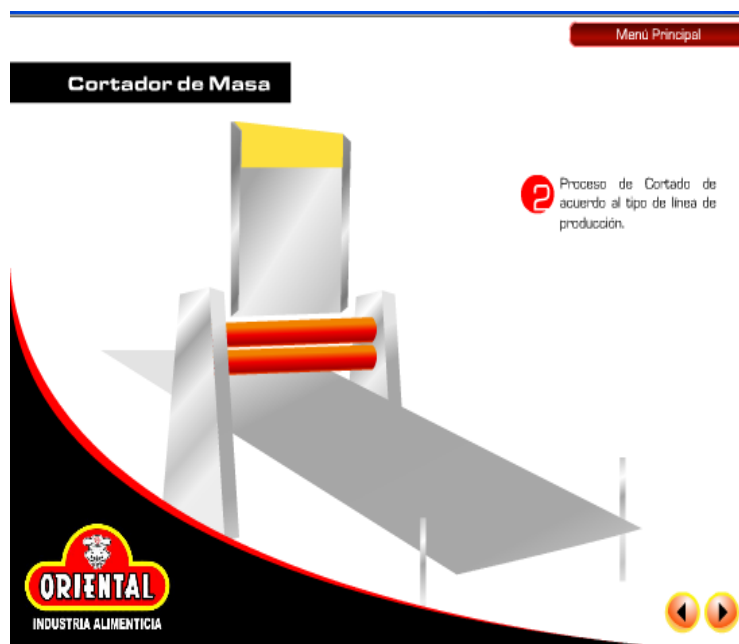 Menú Principal
Cortador de Masa
2
Proceso de Cortado de
acuerdo al tipo de línea de
producción.
ORIENTAL
INDUSTRIA ALIMENTICIA